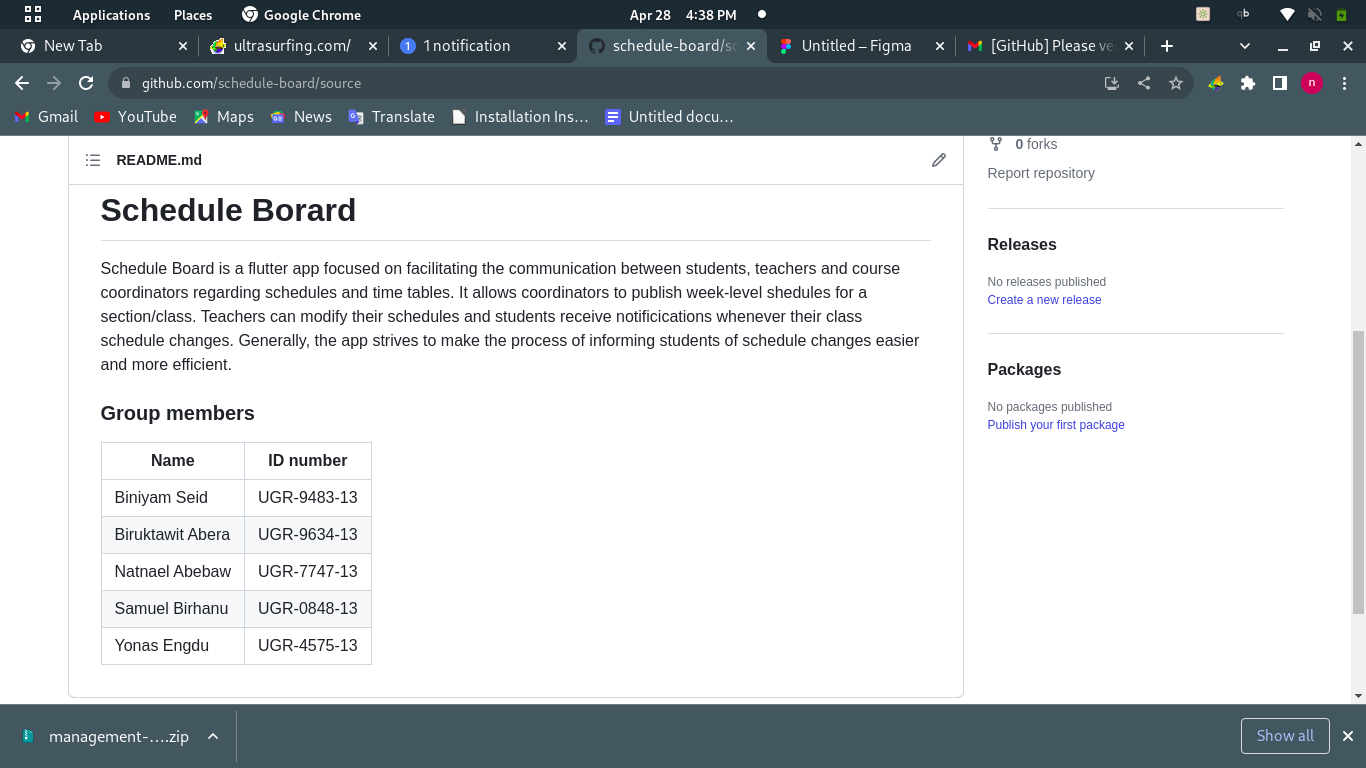 Applications Places Google Chrome Apr 28 4:38 PM qb
New Tab ultrasurfing.com/ 1 1 notification schedule-board/sc Untitled – Figma [GitHub] Please ve
github.com/schedule-board/source n
Gmail YouTube Maps News Translate Installation Ins… Untitled docu…
README.md
Schedule Borard
Schedule Board is a flutter app focused on facilitating the communication between students, teachers and course
coordinators regarding schedules and time tables. It allows coordinators to publish week-level shedules for a
section/class. Teachers can modify their schedules and students receive notificications whenever their class
schedule changes. Generally, the app strives to make the process of informing students of schedule changes easier
and more efficient.
Group members
Name ID number
Biniyam Seid UGR-9483-13
Biruktawit Abera UGR-9634-13
Natnael Abebaw UGR-7747-13
Samuel Birhanu UGR-0848-13
Yonas Engdu UGR-4575-13
0 forks
Report repository
Releases
No releases published
Create a new release
Packages
No packages published
Publish your first package
management-….zip Show all